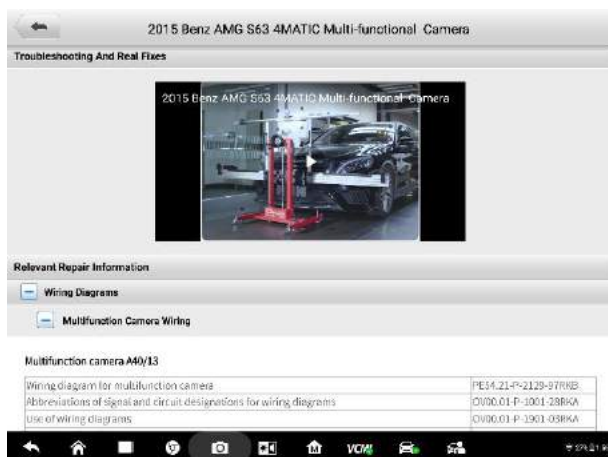 2015 Benz AMG S63 4MATIC Multi-functional Camera
Troubleshooting And Real Fixes
2015 Benz AMG S63 4MATIC Multi-functional Camera
Relevant Repair Information
Wiring Diagrams
Multifunction Camera Wiring
Multifunction camera A40/13
Wiring diagram for multifunction camera PE54.21-P-2129-97RKB
Abbreviations of signal and circuit designations for wiring diagrams OV00.01-P-1001-28RKA
Use of wiring diagrams OV00.01-P-1901-03RKA
VCMI